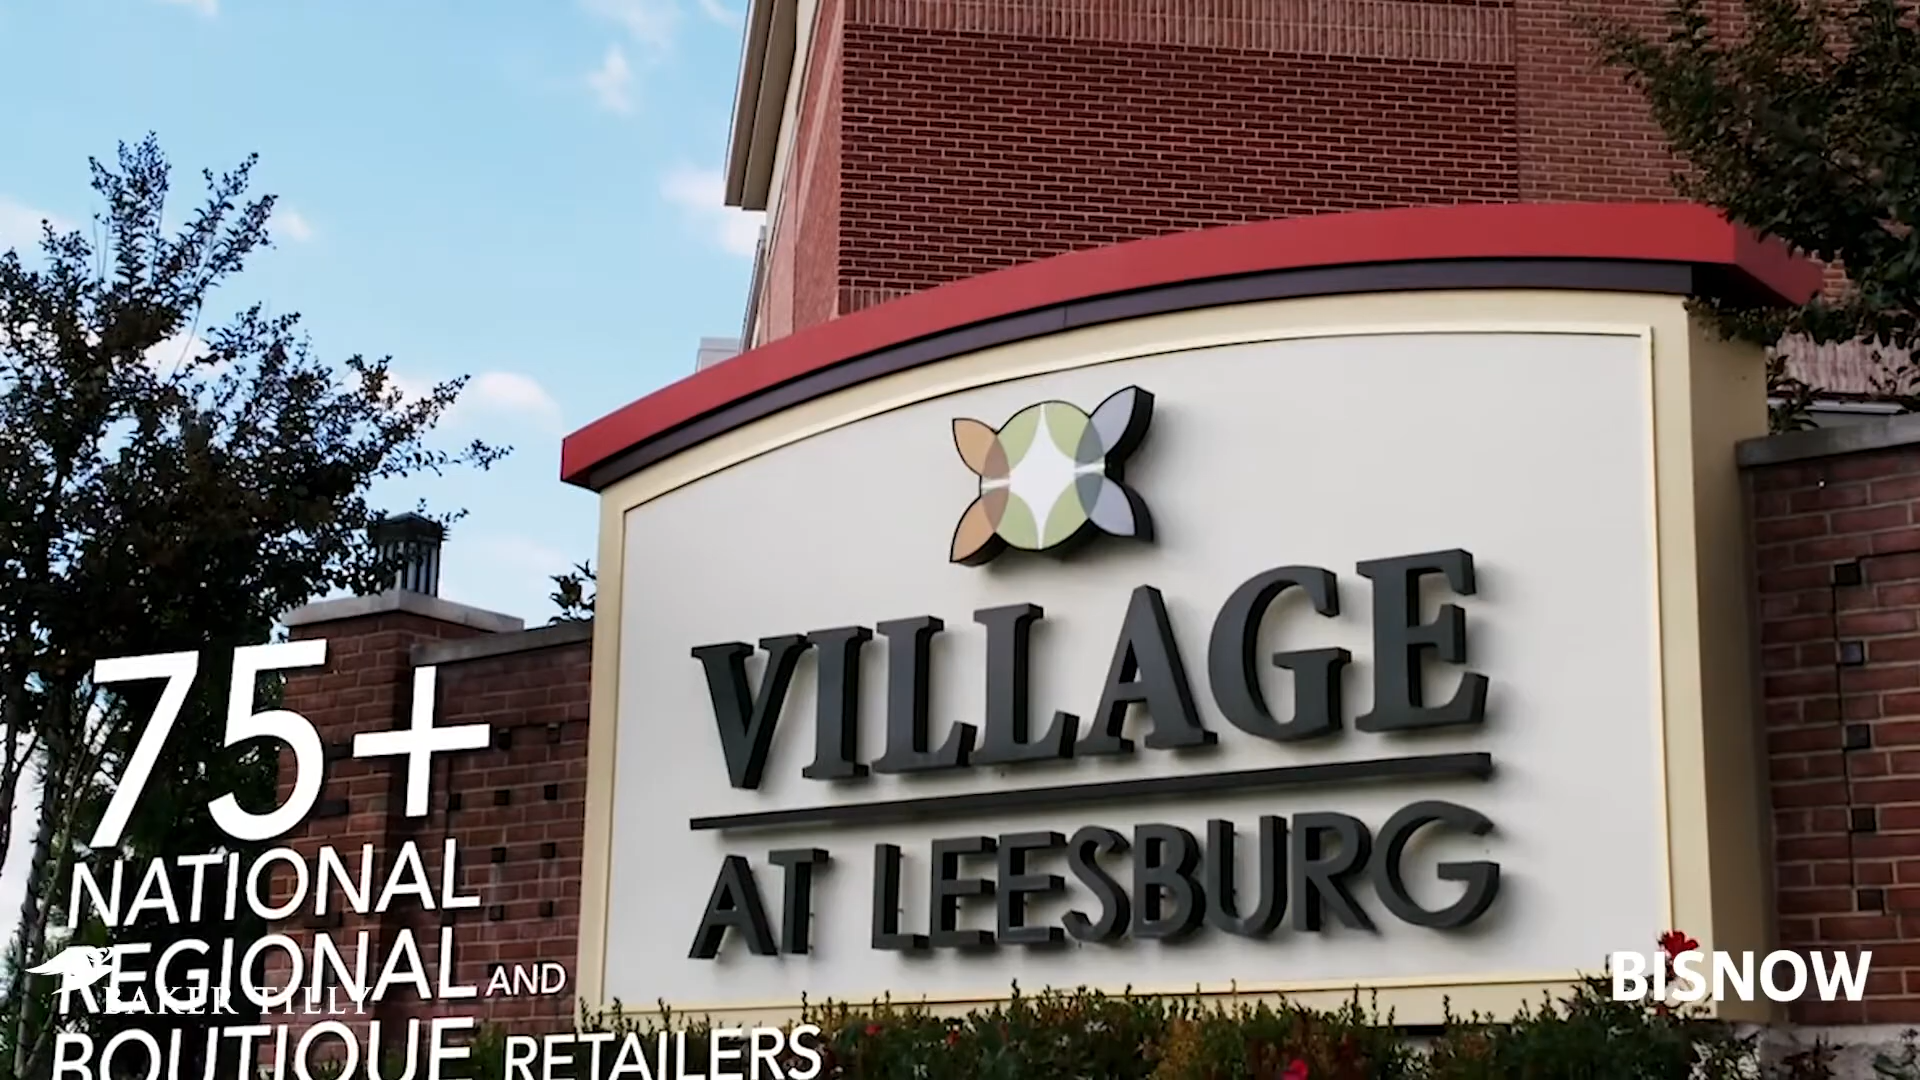 VILLAGE
AT LEESBURG
75+
NATIONAL
REGIONAL AND
BOUTIQUE RETAILERS
BAKER TILLY
BISNOW